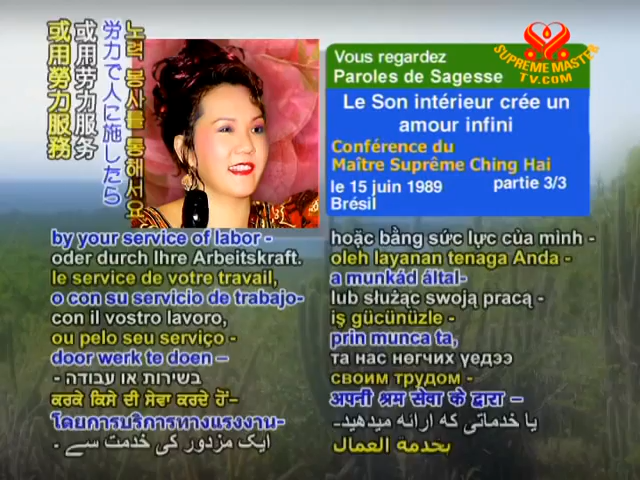 或用勞力服務
或用劳力服务
労力で人に施したら
노력 봉사를 통해서요
SUPREME MASTER
TV.COM
Vous regardez
Paroles de Sagesse
Le Son intérieur crée un
amour infini
Conférence du
Maître Suprême Ching Hai
le 15 juin 1989
partie 3/3
Brésil
by your service of labor -
oder durch Ihre Arbeitskraft.
le service de votre travail,
o con su servicio de trabajo-
con il vostro lavoro,
ou pelo seu serviço -
door werk te doen –
בשירות או עבודה -
ਕਰਕੇ ਕਿਸੇ ਦੀ ਸੇਵਾ ਕਰਦੇ ਹੋਂ–
โดยการบริการทางแรงงาน-
ایک مزدور کی خدمت سے -
hoặc bằng sức lực của mình -
oleh layanan tenaga Anda -
a munkád által-
lub służąc swoją pracą -
iş gücünüzle -
prin munca ta,
та нас нөгчих үедээ
своим трудом -
अपनी श्रम सेवा के द्वारा –
یا خدماتی که ارائه میدهید-
بخدمة العمال